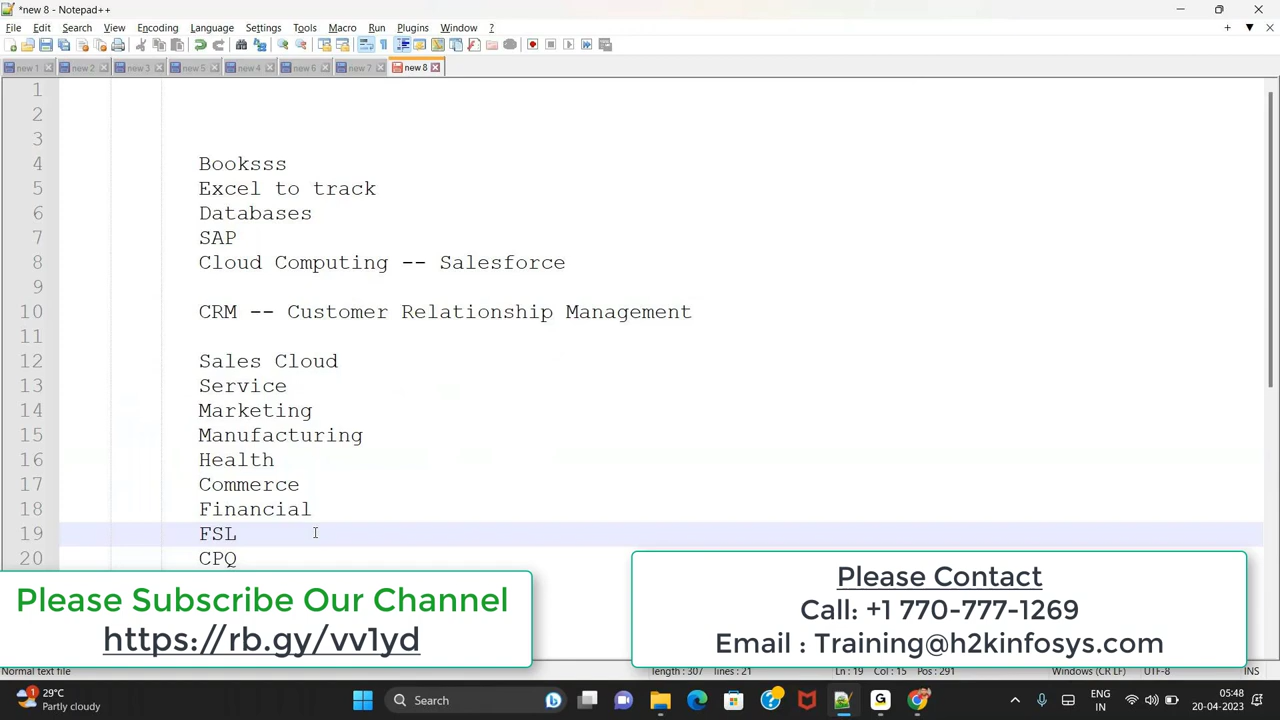 *new 8 - Notepad++
File Edit Search View Encoding Language Settings Tools Macro Run Plugins Window ?
new 1 new 2 new 3 new 5 new 4 new 6 new 7 new 8
1
2
3
4 Booksss
5 Excel to track
6 Databases
7 SAP
8 Cloud Computing -- Salesforce
9
10 CRM -- Customer Relationship Management
11
12 Sales Cloud
13 Service
14 Marketing
15 Manufacturing
16 Health
17 Commerce
18 Financial
19 FSL
20 CPQ
Please Subscribe Our Channel
https://rb.gy/vv1yd
Please Contact
Call: +1 770-777-1269
Email : Training@h2kinfosys.com
Normal text file length : 307 lines : 21 Ln : 19 Col : 15 Pos : 291 Windows (CR LF) UTF-8 INS
1
29°C
Partly cloudy
Search
ENG
IN
05:48
20-04-2023